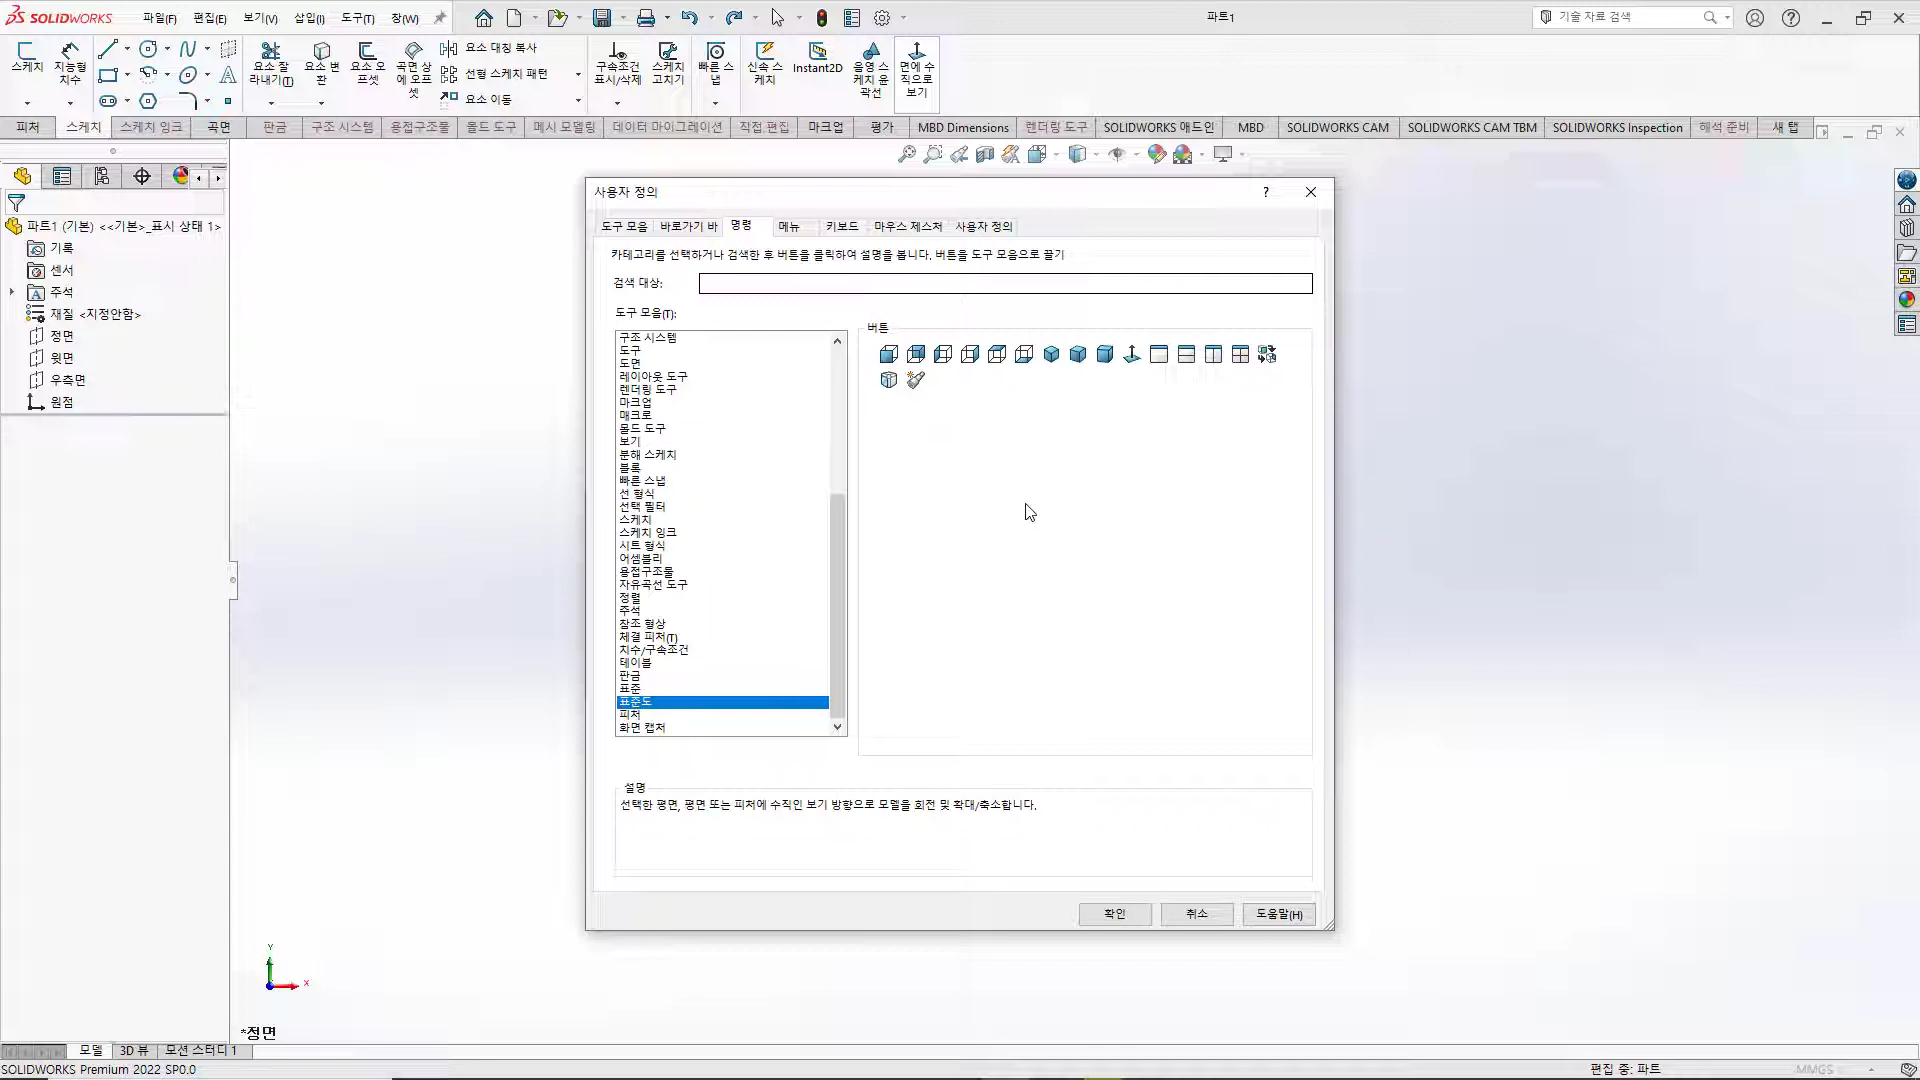 SOLIDWORKS 파일(F) 편집(E) 보기(V) 삽입(I) 도구(T) 창(W) 파트1 기술 자료 검색
스케치 지능형 치수 요소 잘라내기(T) 요소 변환 요소 오프셋 곡면 상에 오프셋 요소 대칭 복사 구속조건 표시/삭제 스케치 고치기 빠른 스냅 신속 스케치 Instant2D 음영 스케치 윤곽선 면에 수직으로 보기
선형 스케치 패턴
요소 이동
피처 스케치 스케치 잉크 곡면 판금 구조 시스템 용접구조물 몰드 도구 메시 모델링 데이터 마이그레이션 직접 편집 마크업 평가 MBD Dimensions 렌더링 도구 SOLIDWORKS 애드인 MBD SOLIDWORKS CAM SOLIDWORKS CAM TBM SOLIDWORKS Inspection 해석 준비 새 탭
파트1 (기본) <<기본>_표시 상태 1>
기록
센서
주석
재질 <지정안함>
정면
윗면
우측면
원점
사용자 정의
도구 모음 바로가기 바 명령 메뉴 키보드 마우스 제스처 사용자 정의
카테고리를 선택하거나 검색한 후 버튼을 클릭하여 설명을 봅니다. 버튼을 도구 모음으로 끌기
검색 대상:
도구 모음(T):
버튼
구조 시스템
도구
도면
레이아웃 도구
렌더링 도구
마크업
매크로
몰드 도구
보기
분해 스케치
블록
빠른 스냅
선 형식
선택 필터
스케치
스케치 잉크
시트 형식
어셈블리
용접구조물
자유곡선 도구
정렬
주석
참조 형상
체결 피처(T)
치수/구속조건
테이블
판금
표준
표준도
피처
화면 캡처
설명
선택한 평면, 평면 또는 피처에 수직인 보기 방향으로 모델을 회전 및 확대/축소합니다.
확인 취소 도움말(H)
Y
X
*정면
모델 3D 뷰 모션 스터디 1
SOLIDWORKS Premium 2022 SP0.0 편집 중: 파트 MMGS